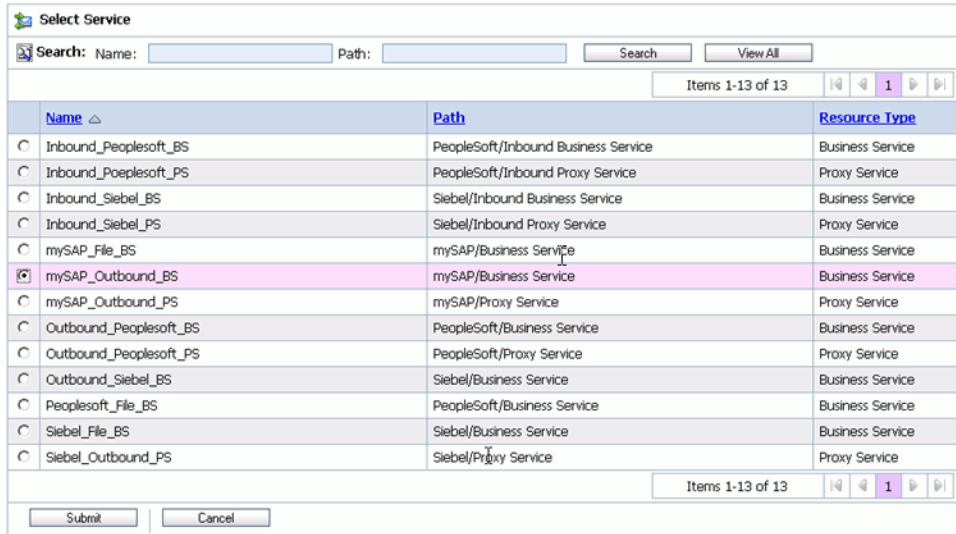 Select Service
Search: Name: Path: Search View All
Items 1-13 of 13 1
Name Path Resource Type
Inbound_Peoplesoft_BS PeopleSoft/Inbound Business Service Business Service
Inbound_Poeplesoft_PS PeopleSoft/Inbound Proxy Service Proxy Service
Inbound_Siebel_BS Siebel/Inbound Business Service Business Service
Inbound_Siebel_PS Siebel/Inbound Proxy Service Proxy Service
mySAP_File_BS mySAP/Business Service Business Service
mySAP_Outbound_BS mySAP/Business Service Business Service
mySAP_Outbound_PS mySAP/Proxy Service Proxy Service
Outbound_Peoplesoft_BS PeopleSoft/Business Service Business Service
Outbound_Peoplesoft_PS PeopleSoft/Proxy Service Proxy Service
Outbound_Siebel_BS Siebel/Business Service Business Service
Peoplesoft_File_BS PeopleSoft/Business Service Business Service
Siebel_File_BS Siebel/Business Service Business Service
Siebel_Outbound_PS Siebel/Proxy Service Proxy Service
Items 1-13 of 13 1
Submit Cancel